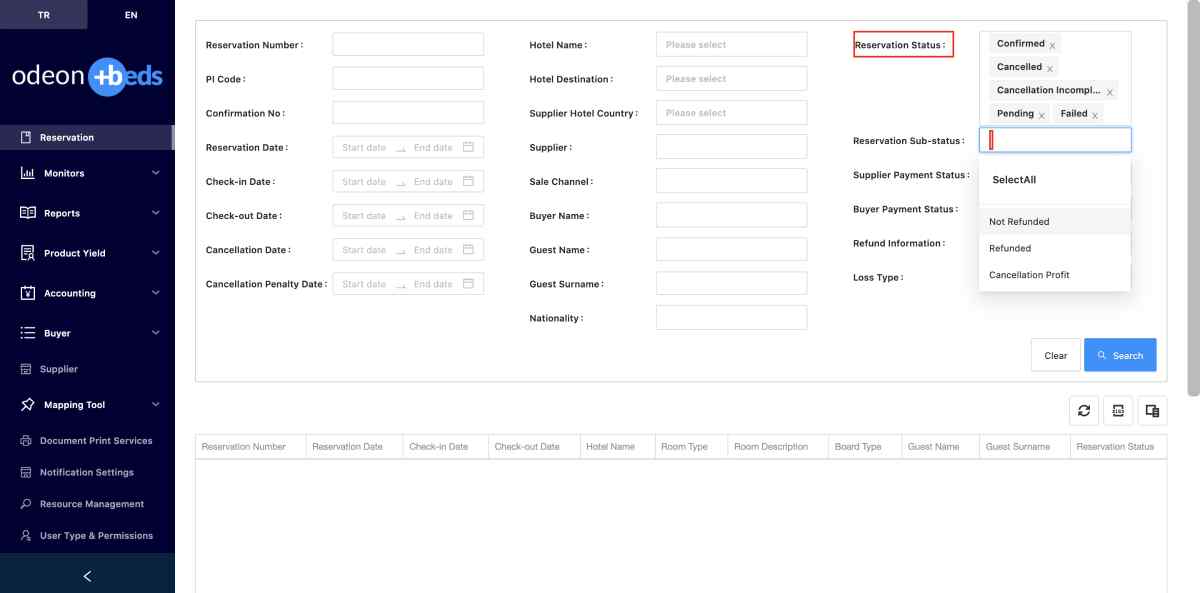 TR
EN
odeon +beds
Reservation
Monitors
Reports
Product Yield
Accounting
Buyer
Supplier
Mapping Tool
Document Print Services
Notification Settings
Resource Management
User Type & Permissions
Reservation Number :
PI Code :
Confirmation No :
Reservation Date : Start date End date
Check-in Date : Start date End date
Check-out Date : Start date End date
Cancellation Date : Start date End date
Cancellation Penalty Date : Start date End date
Hotel Name : Please select
Hotel Destination : Please select
Supplier Hotel Country : Please select
Supplier :
Sale Channel :
Buyer Name :
Guest Name :
Guest Surname :
Nationality :
Reservation Status :
Confirmed x
Cancelled x
Cancellation Incompl... x
Pending x Failed x
Reservation Sub-status :
Supplier Payment Status :
Buyer Payment Status :
Refund Information :
Loss Type :
SelectAll
Not Refunded
Refunded
Cancellation Profit
Clear Search
Reservation Number Reservation Date Check-in Date Check-out Date Hotel Name Room Type Room Description Board Type Guest Name Guest Surname Reservation Status